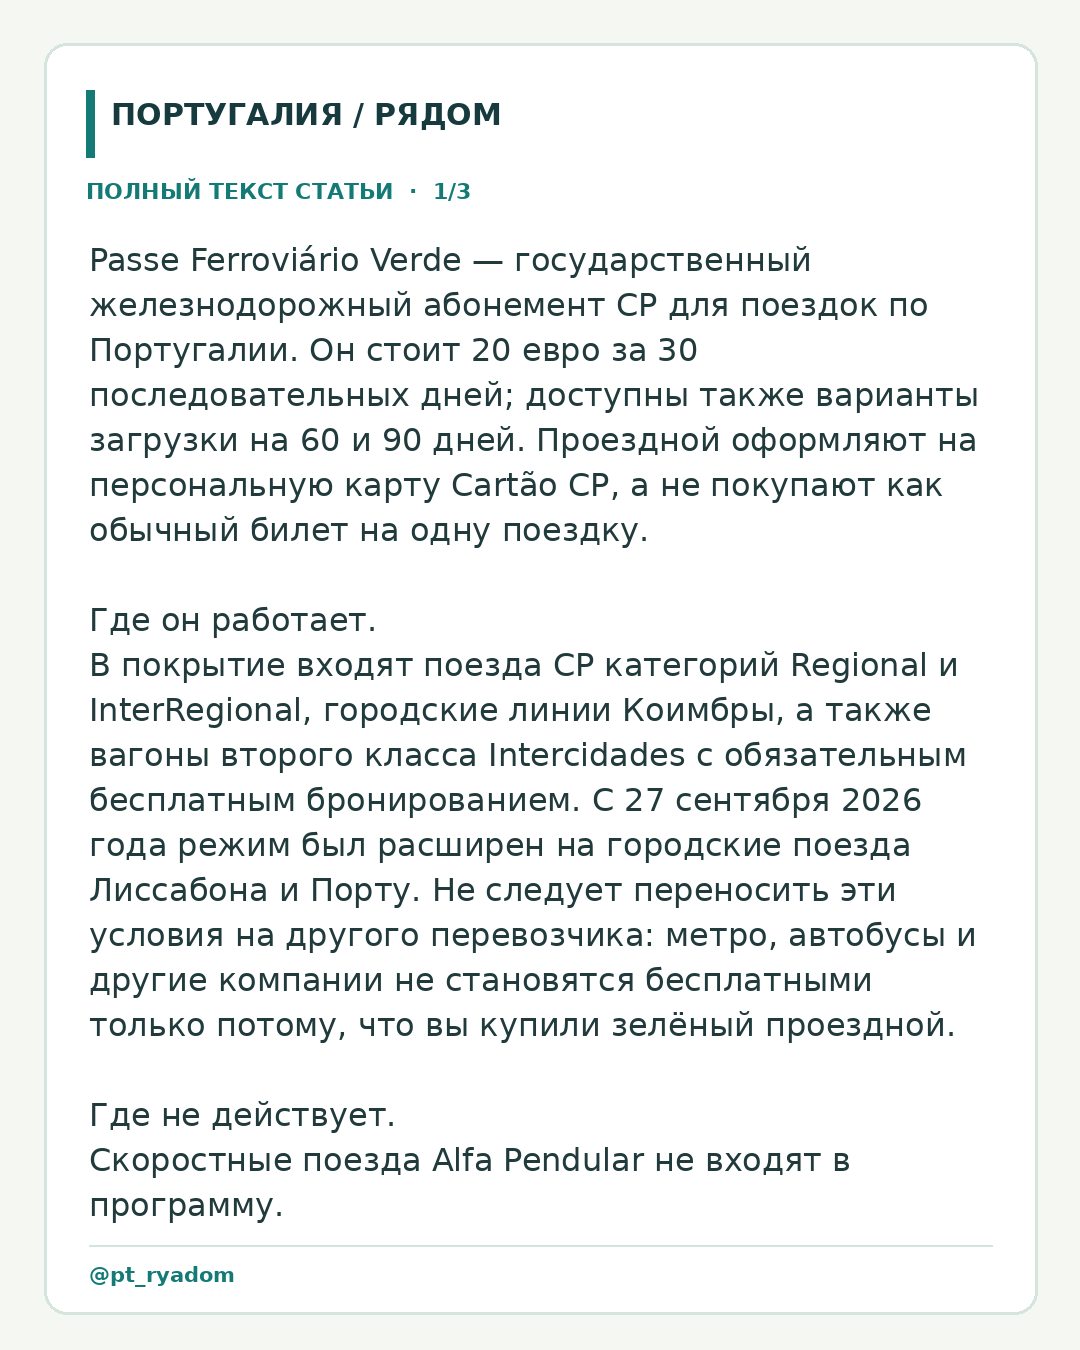 ПОРТУГАЛИЯ / РЯДОМ
ПОЛНЫЙ ТЕКСТ СТАТЬИ · 1/3
Passe Ferroviário Verde — государственный
железнодорожный абонемент CP для поездок по
Португалии. Он стоит 20 евро за 30
последовательных дней; доступны также варианты
загрузки на 60 и 90 дней. Проездной оформляют на
персональную карту Cartão CP, а не покупают как
обычный билет на одну поездку.
Где он работает.
В покрытие входят поезда CP категорий Regional и
InterRegional, городские линии Коимбры, а также
вагоны второго класса Intercidades с обязательным
бесплатным бронированием. С 27 сентября 2026
года режим был расширен на городские поезда
Лиссабона и Порту. Не следует переносить эти
условия на другого перевозчика: метро, автобусы и
другие компании не становятся бесплатными
только потому, что вы купили зелёный проездной.
Где не действует.
Скоростные поезда Alfa Pendular не входят в
программу.
@pt_ryadom